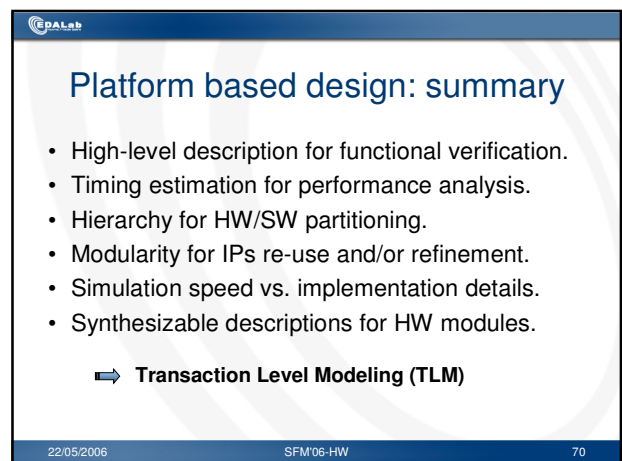 EDALab
Platform based design: summary
• High-level description for functional verification.
• Timing estimation for performance analysis.
• Hierarchy for HW/SW partitioning.
• Modularity for IPs re-use and/or refinement.
• Simulation speed vs. implementation details.
• Synthesizable descriptions for HW modules.
Transaction Level Modeling (TLM)
22/05/2006 SFM'06-HW 70